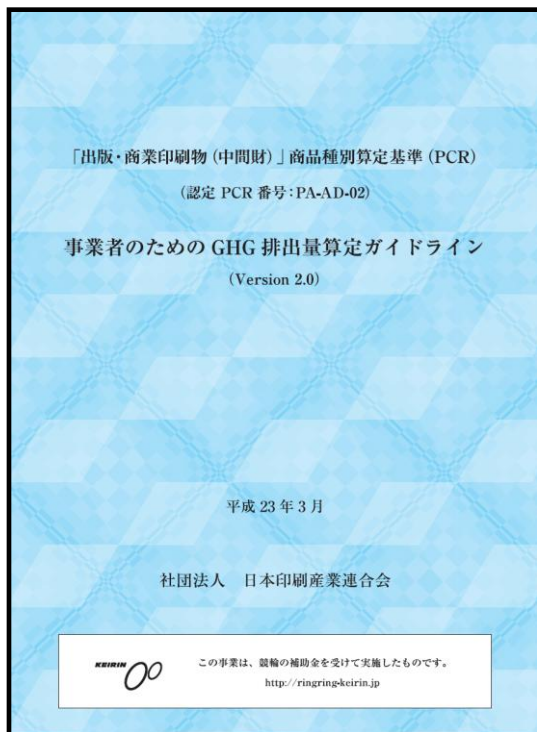 「出版・商業印刷物（中間財）」商品種別算定基準（PCR）
（認定 PCR 番号：PA-AD-02）
事業者のための GHG 排出量算定ガイドライン
（Version 2.0）
平成 23 年 3 月
社団法人　日本印刷産業連合会
KEIRIN
この事業は、競輪の補助金を受けて実施したものです。
http://ringring-keirin.jp